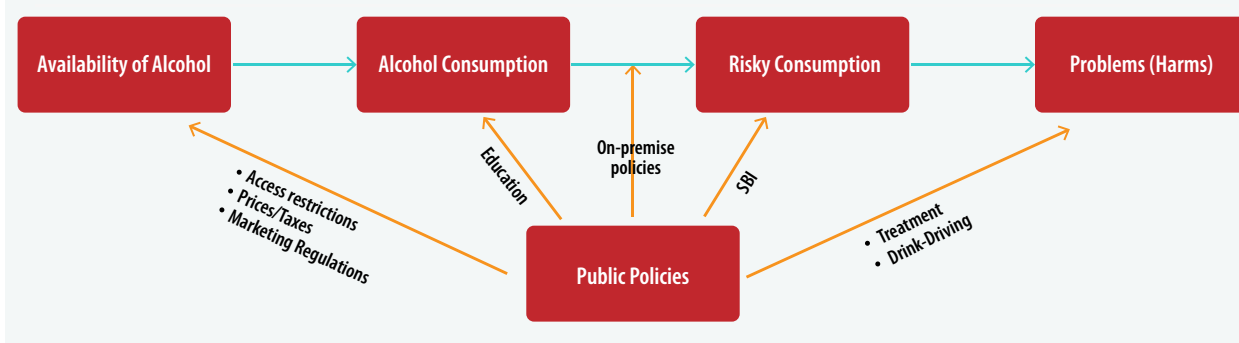 Availability of Alcohol
Alcohol Consumption
Risky Consumption
Problems (Harms)
• Access restrictions
• Prices/Taxes
• Marketing Regulations
Education
On-premise
policies
SBI
• Treatment
• Drink-Driving
Public Policies